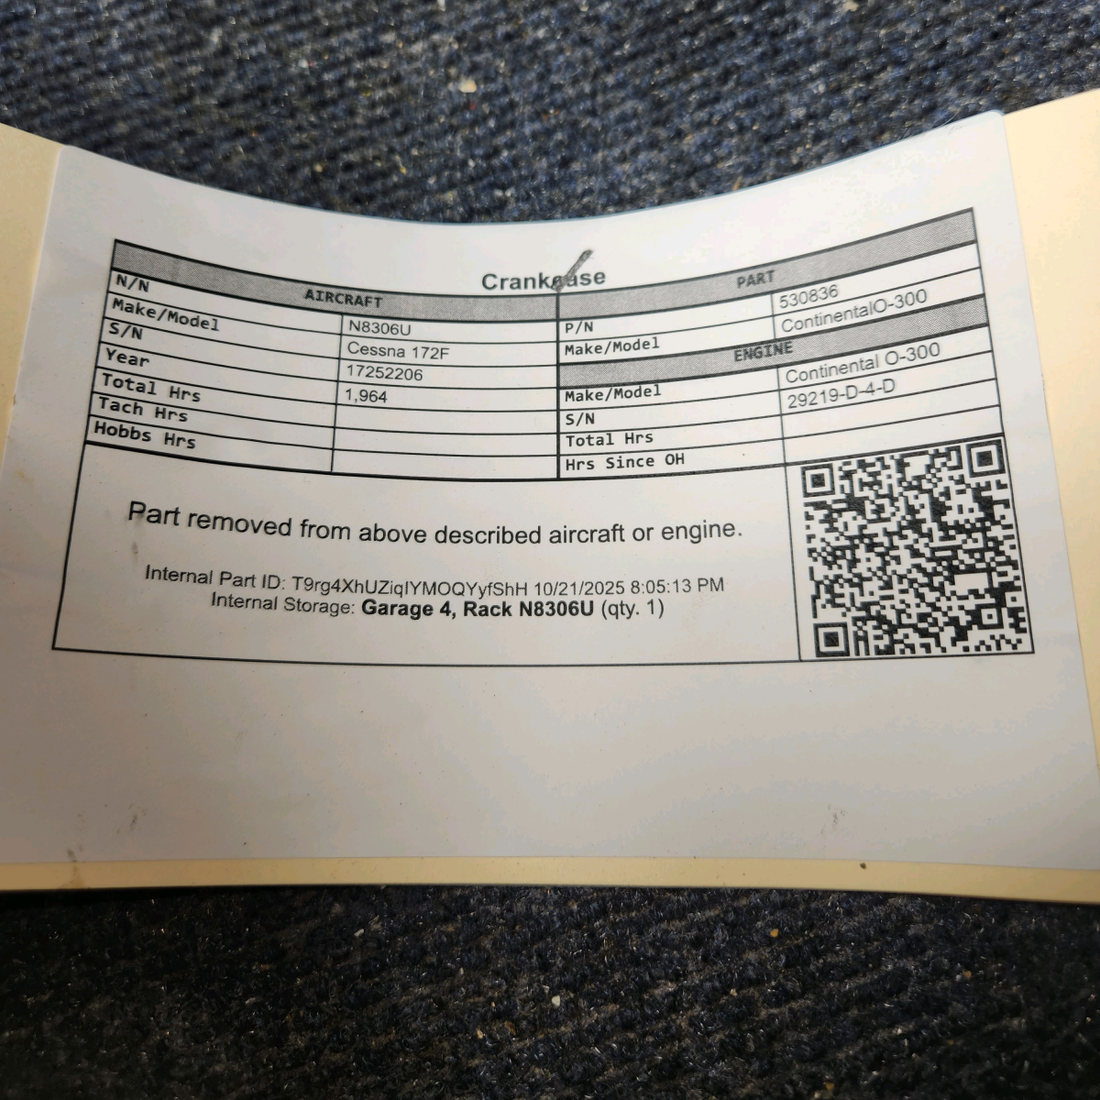 Crankcase
AIRCRAFT PART
N/N N8306U P/N 530836
Make/Model Cessna 172F Make/Model ContinentalO-300
S/N 17252206 ENGINE
Year 1,964 Make/Model Continental O-300
Total Hrs S/N 29219-D-4-D
Tach Hrs Total Hrs
Hobbs Hrs Hrs Since OH
Part removed from above described aircraft or engine.
Internal Part ID: T9rg4XhUZiqIYMOQYyfShH 10/21/2025 8:05:13 PM
Internal Storage: Garage 4, Rack N8306U (qty. 1)